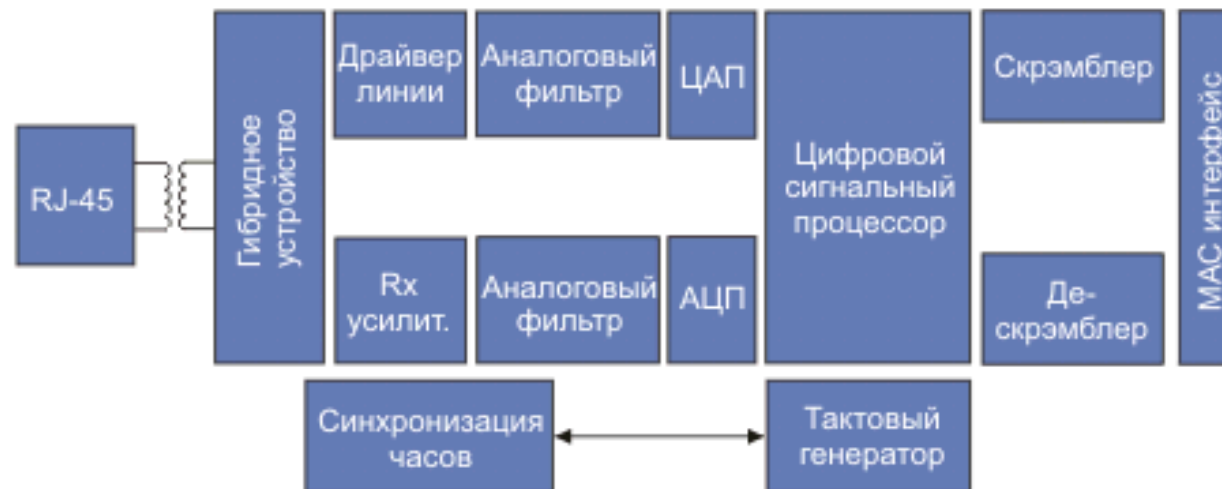 RJ-45
Гибридное
устройство
Драйвер
линии
Аналоговый
фильтр
ЦАП
Rx
усилит.
Аналоговый
фильтр
АЦП
Цифровой
сигнальный
процессор
Скрэмблер
Де-
скрэмблер
MAC интерфейс
Синхронизация
часов
Тактовый
генератор